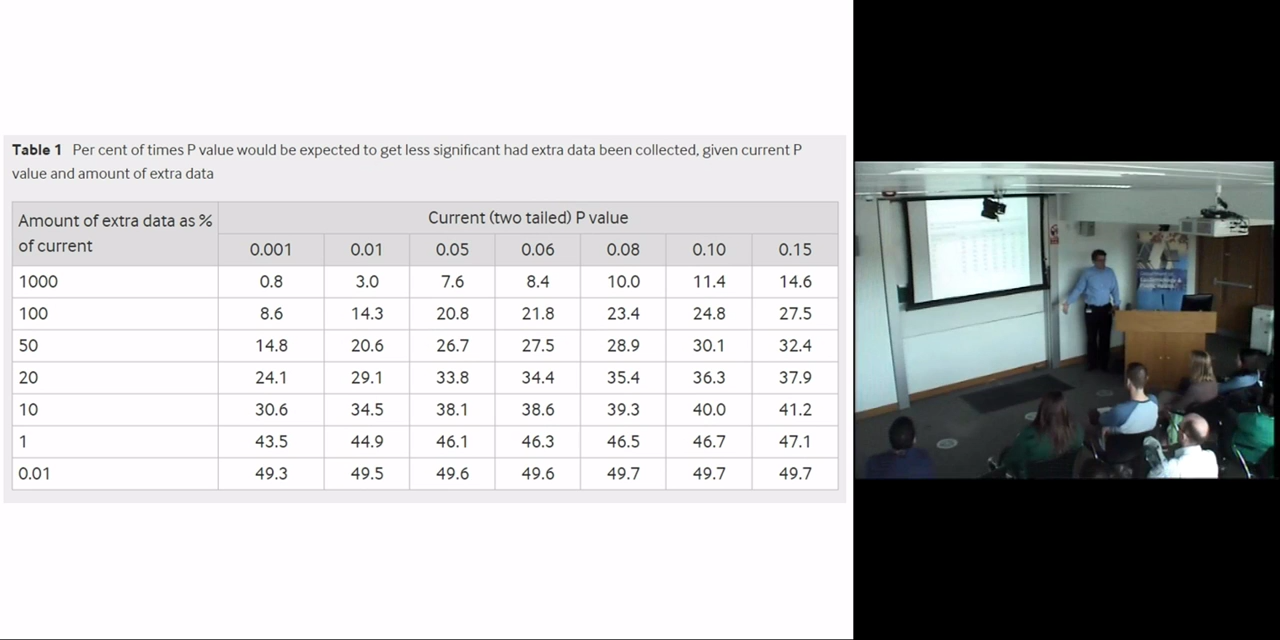 Table 1 Per cent of times P value would be expected to get less significant had extra data been collected, given current P
value and amount of extra data
Amount of extra data as %
of current
Current (two tailed) P value
0.001 0.01 0.05 0.06 0.08 0.10 0.15
1000 0.8 3.0 7.6 8.4 10.0 11.4 14.6
100 8.6 14.3 20.8 21.8 23.4 24.8 27.5
50 14.8 20.6 26.7 27.5 28.9 30.1 32.4
20 24.1 29.1 33.8 34.4 35.4 36.3 37.9
10 30.6 34.5 38.1 38.6 39.3 40.0 41.2
1 43.5 44.9 46.1 46.3 46.5 46.7 47.1
0.01 49.3 49.5 49.6 49.6 49.7 49.7 49.7